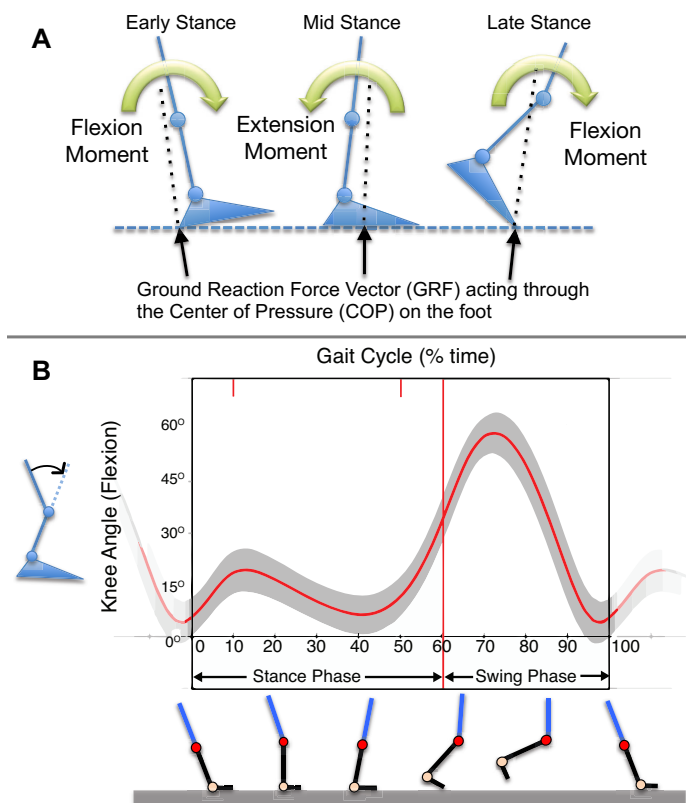 A
Early Stance
Mid Stance
Late Stance
Flexion
Moment
Extension
Moment
Flexion
Moment
Ground Reaction Force Vector (GRF) acting through
the Center of Pressure (COP) on the foot
B
Gait Cycle (% time)
Knee Angle (Flexion)
60°
45°
30°
15°
0°
0 10 20 30 40 50 60 70 80 90 100
Stance Phase
Swing Phase